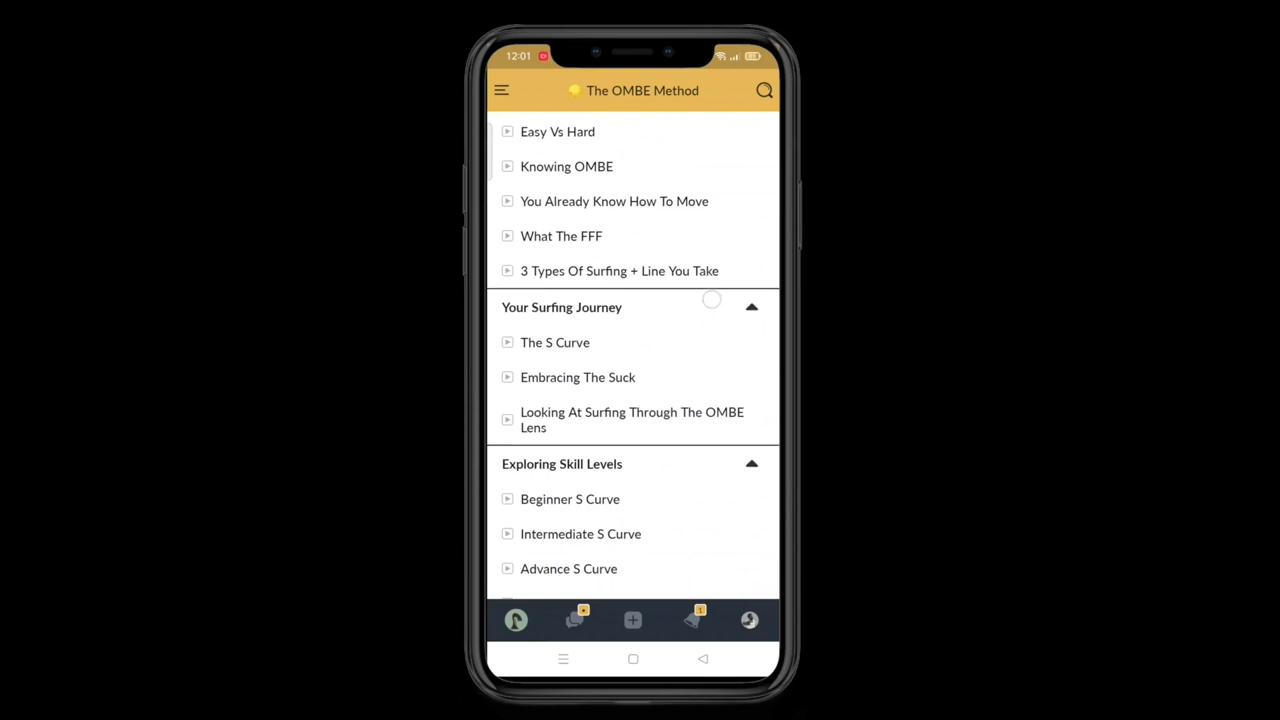 12:01
The OMBE Method
Easy Vs Hard
Knowing OMBE
You Already Know How To Move
What The FFF
3 Types Of Surfing + Line You Take
Your Surfing Journey
The S Curve
Embracing The Suck
Looking At Surfing Through The OMBE
Lens
Exploring Skill Levels
Beginner S Curve
Intermediate S Curve
Advance S Curve
1